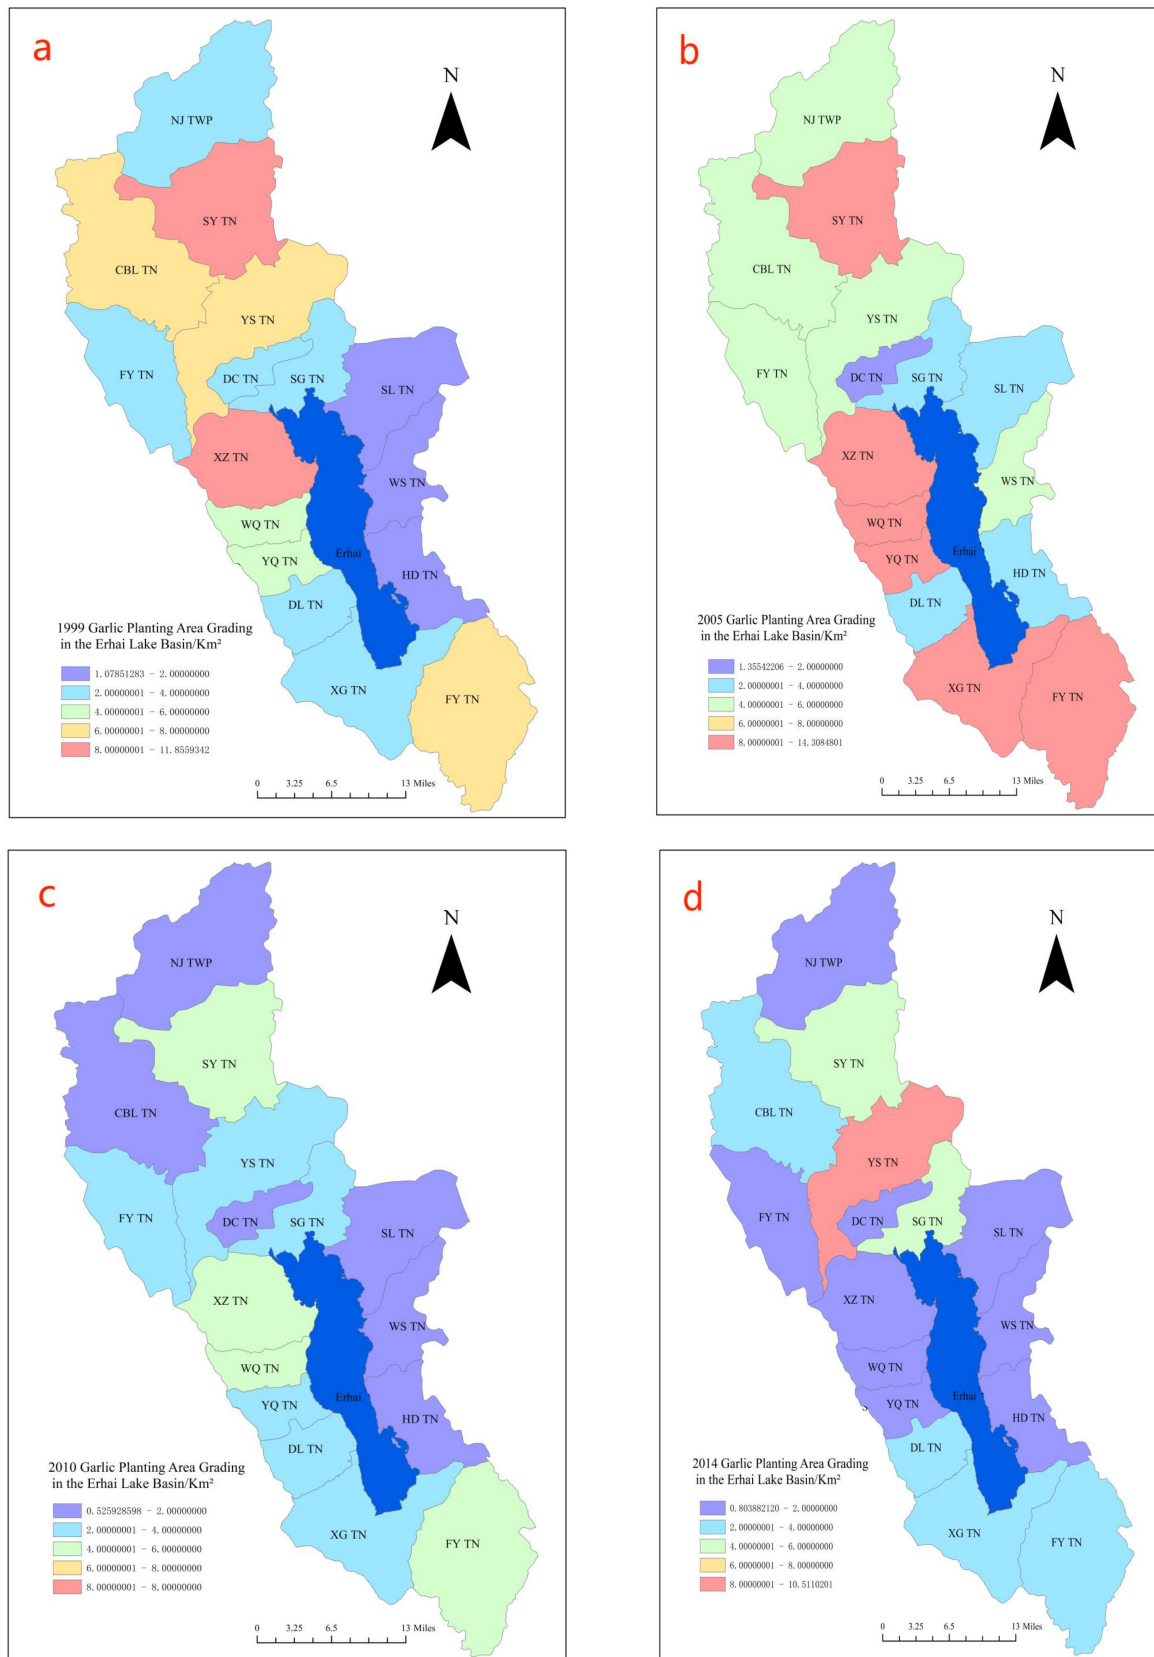 a
N
NJ TWP
SY TN
CBL TN
YS TN
FY TN
DC TN
SG TN
SL TN
XZ TN
WS TN
WQ TN
Erhai
YQ TN
HD TN
DL TN
1999 Garlic Planting Area Grading
in the Erhai Lake Basin/Km²
1.07851283 - 2.00000000
2.00000001 - 4.00000000
4.00000001 - 6.00000000
6.00000001 - 8.00000000
8.00000001 - 11.8559342
XG TN
FY TN
0 3.25 6.5 13 Miles
b
N
NJ TWP
SY TN
CBL TN
YS TN
FY TN
DC TN
SG TN
SL TN
XZ TN
WS TN
WQ TN
Erhai
YQ TN
HD TN
DL TN
2005 Garlic Planting Area Grading
in the Erhai Lake Basin/Km²
1.35542206 - 2.00000000
2.00000001 - 4.00000000
4.00000001 - 6.00000000
6.00000001 - 8.00000000
8.00000001 - 14.3084801
XG TN
FY TN
0 3.25 6.5 13 Miles
c
N
NJ TWP
SY TN
CBL TN
YS TN
FY TN
DC TN
SG TN
SL TN
XZ TN
WS TN
WQ TN
Erhai
YQ TN
HD TN
DL TN
2010 Garlic Planting Area Grading
in the Erhai Lake Basin/Km²
0.525928598 - 2.00000000
2.00000001 - 4.00000000
4.00000001 - 6.00000000
6.00000001 - 8.00000000
8.00000001 - 8.00000000
XG TN
FY TN
0 3.25 6.5 13 Miles
d
N
NJ TWP
SY TN
CBL TN
YS TN
FY TN
DC TN
SG TN
SL TN
XZ TN
WS TN
WQ TN
Erhai
YQ TN
HD TN
DL TN
2014 Garlic Planting Area Grading
in the Erhai Lake Basin/Km²
0.803882120 - 2.00000000
2.00000001 - 4.00000000
4.00000001 - 6.00000000
6.00000001 - 8.00000000
8.00000001 - 10.5110201
XG TN
FY TN
0 3.25 6.5 13 Miles